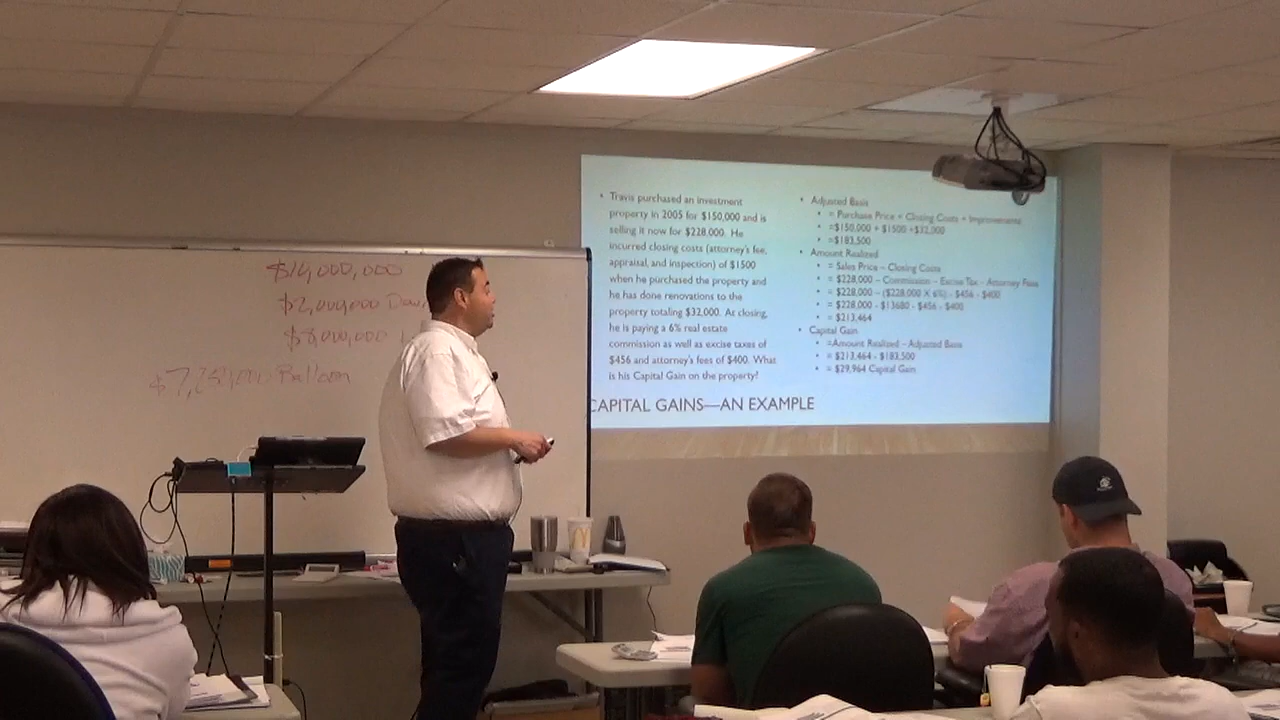 $14,000,000
$2,000,000 Down
$8,000,000
Balloon
• Travis purchased an investment
property in 2005 for $150,000 and is
selling it now for $228,000. He
incurred closing costs (attorney's fee,
appraisal, and inspection) of $1500
when he purchased the property and
he has done renovations to the
property totaling $32,000. At closing,
he is paying a 6% real estate
commission as well as excise taxes of
$456 and attorney's fees of $400. What
is his Capital Gain on the property?
• Adjusted Basis
• = Purchase Price + Closing Costs + Improvements
• =$150,000 + $1500 +$32,000
• =$183,500
• Amount Realized
• = Sales Price – Closing Costs
• = $228,000 – Commission – Excise Tax – Attorney Fees
• = $228,000 – ($228,000 X 6%) - $456 - $400
• = $228,000 - $13680 - $456 - $400
• = $213,464
• Capital Gain
• =Amount Realized – Adjusted Basis
• = $213,464 - $183,500
• = $29,964 Capital Gain
CAPITAL GAINS—AN EXAMPLE